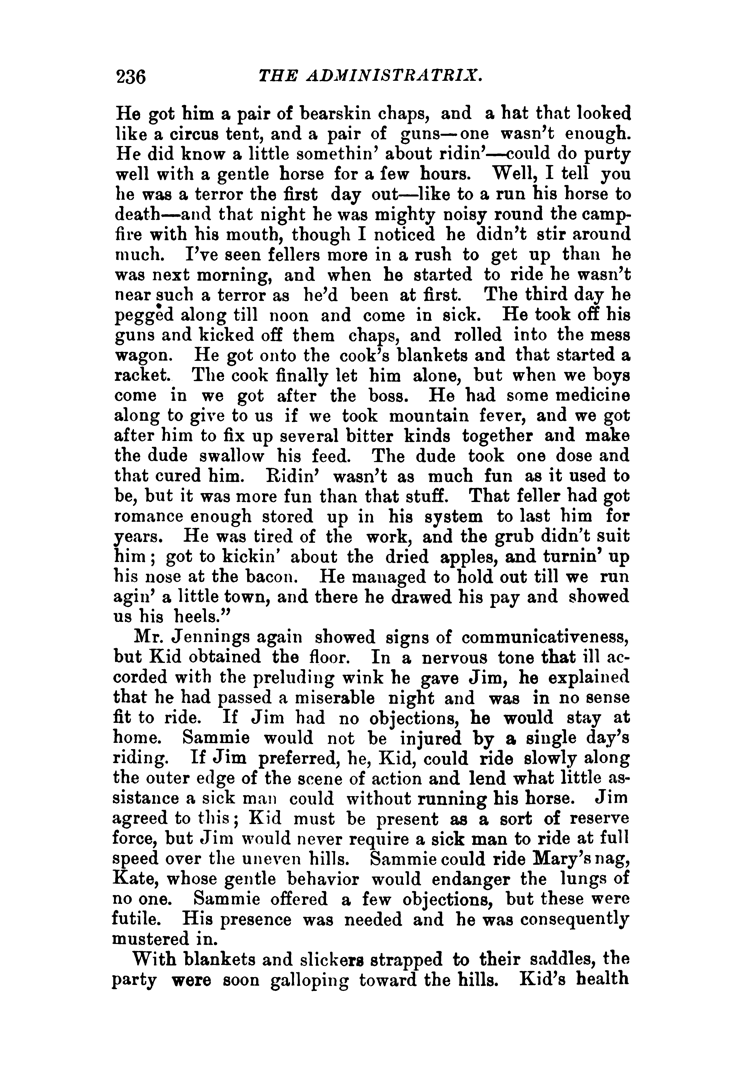 236 THE ADMINISTRATRIX.
He got him a pair of bearskin chaps, and a hat that looked
like a circus tent, and a pair of guns—one wasn't enough.
He did know a little somethin' about ridin'—could do purty
well with a gentle horse for a few hours. Well, I tell you
he was a terror the first day out—like to a run his horse to
death—and that night he was mighty noisy round the camp-
fire with his mouth, though I noticed he didn't stir around
much. I've seen fellers more in a rush to get up than he
was next morning, and when he started to ride he wasn't
near such a terror as he'd been at first. The third day he
pegged along till noon and come in sick. He took off his
guns and kicked off them chaps, and rolled into the mess
wagon. He got onto the cook's blankets and that started a
racket. The cook finally let him alone, but when we boys
come in we got after the boss. He had some medicine
along to give to us if we took mountain fever, and we got
after him to fix up several bitter kinds together and make
the dude swallow his feed. The dude took one dose and
that cured him. Ridin' wasn't as much fun as it used to
be, but it was more fun than that stuff. That feller had got
romance enough stored up in his system to last him for
years. He was tired of the work, and the grub didn't suit
him; got to kickin' about the dried apples, and turnin' up
his nose at the bacon. He managed to hold out till we run
agin' a little town, and there he drawed his pay and showed
us his heels."
Mr. Jennings again showed signs of communicativeness,
but Kid obtained the floor. In a nervous tone that ill ac-
corded with the preluding wink he gave Jim, he explained
that he had passed a miserable night and was in no sense
fit to ride. If Jim had no objections, he would stay at
home. Sammie would not be injured by a single day's
riding. If Jim preferred, he, Kid, could ride slowly along
the outer edge of the scene of action and lend what little as-
sistance a sick man could without running his horse. Jim
agreed to this; Kid must be present as a sort of reserve
force, but Jim would never require a sick man to ride at full
speed over the uneven hills. Sammie could ride Mary's nag,
Kate, whose gentle behavior would endanger the lungs of
no one. Sammie offered a few objections, but these were
futile. His presence was needed and he was consequently
mustered in.
With blankets and slickers strapped to their saddles, the
party were soon galloping toward the hills. Kid's health